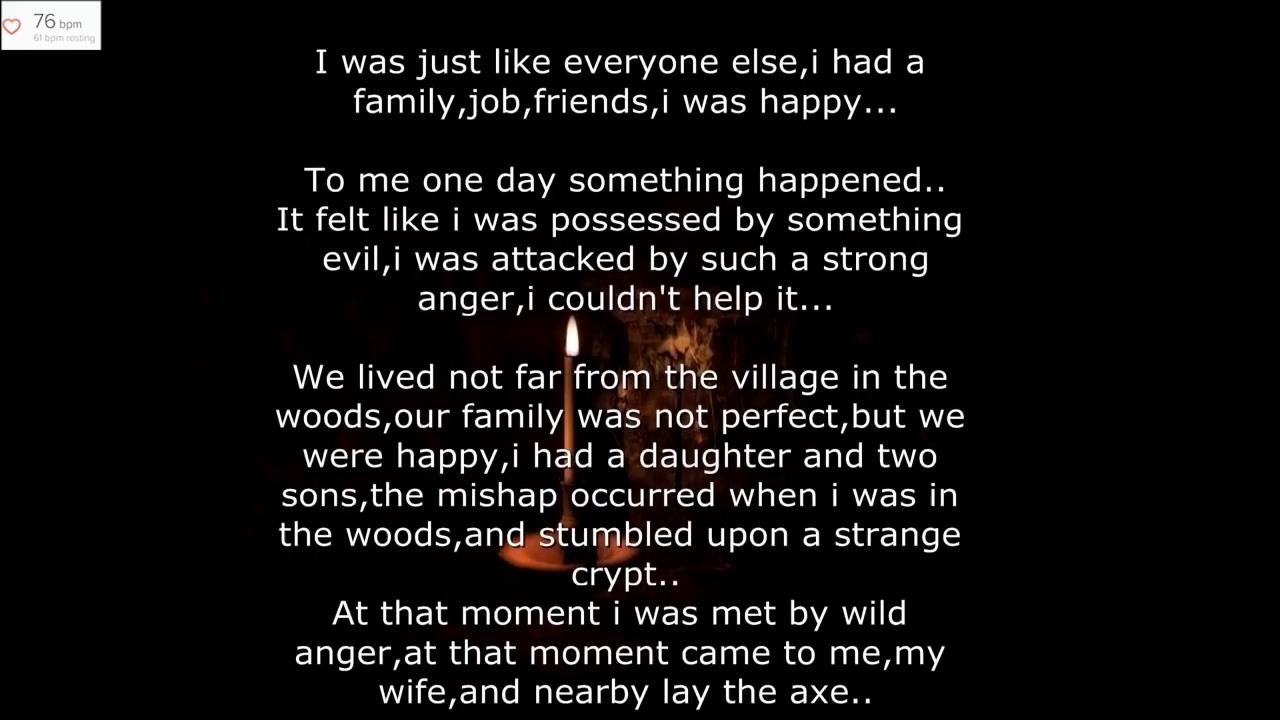 76 bpm
61 bpm resting
I was just like everyone else,i had a
family,job,friends,i was happy...
To me one day something happened..
It felt like i was possessed by something
evil,i was attacked by such a strong
anger,i couldn't help it...
We lived not far from the village in the
woods,our family was not perfect,but we
were happy,i had a daughter and two
sons,the mishap occurred when i was in
the woods,and stumbled upon a strange
crypt..
At that moment i was met by wild
anger,at that moment came to me,my
wife,and nearby lay the axe..